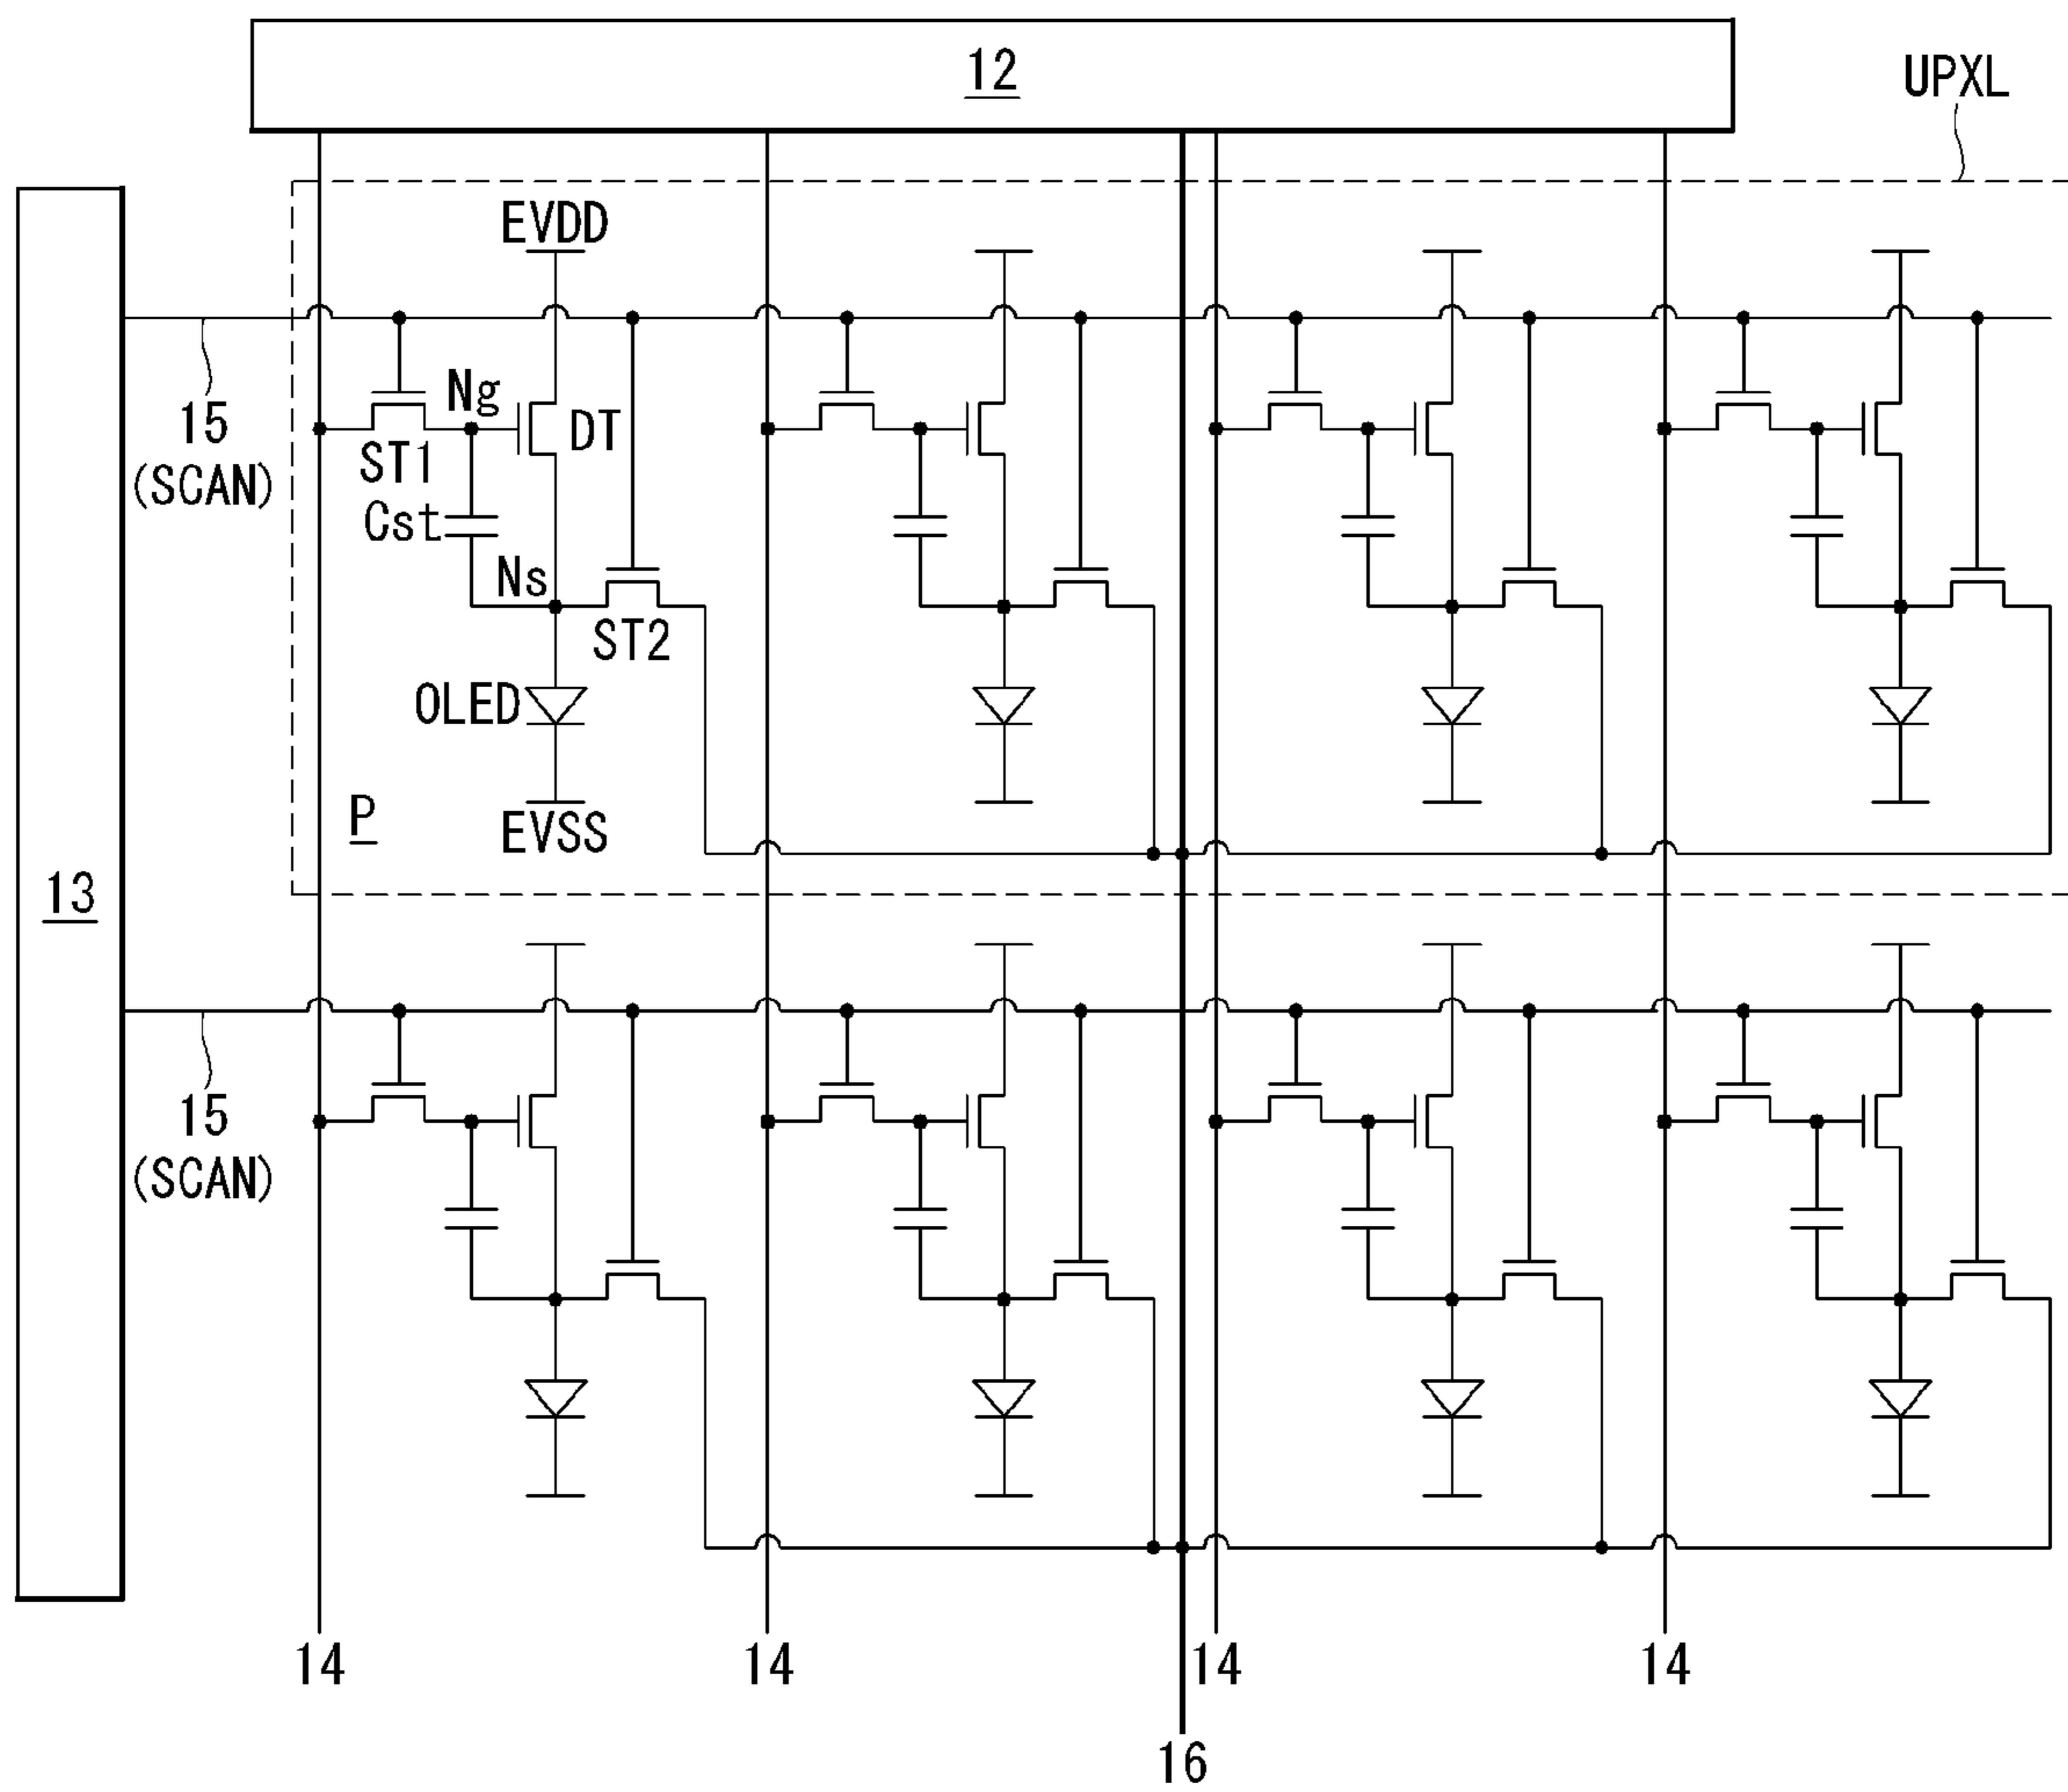 12
UPXL
EVDD
Ng
DT
15
(SCAN)
ST1
Cst
Ns
ST2
OLED
P
EVSS
13
15
(SCAN)
14
14
14
14
16